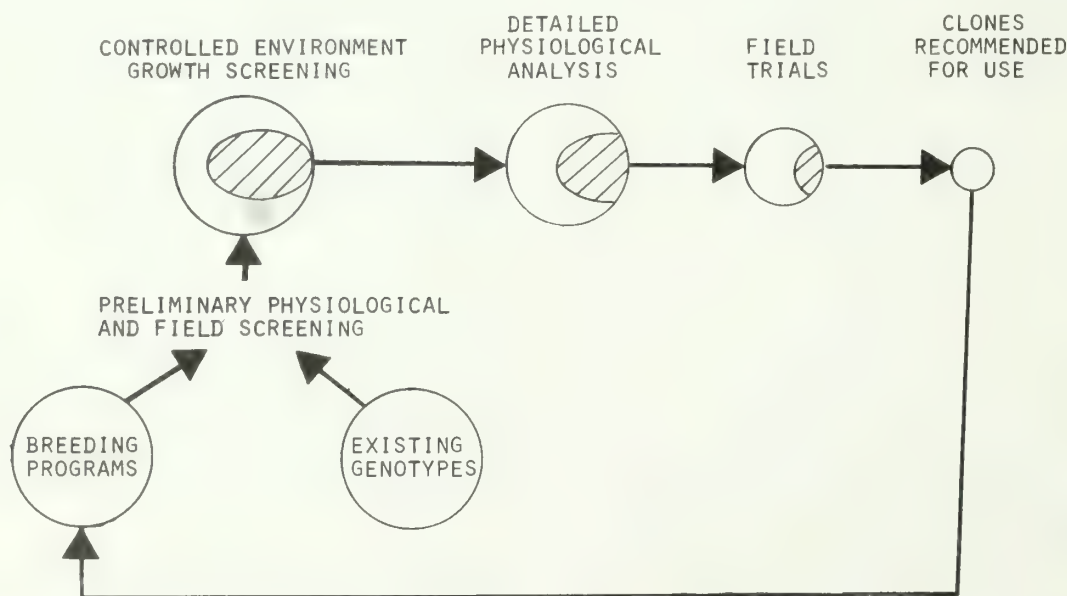 CONTROLLED ENVIRONMENT
GROWTH SCREENING
DETAILED
PHYSIOLOGICAL
ANALYSIS
FIELD
TRIALS
CLONES
RECOMMENDED
FOR USE
PRELIMINARY PHYSIOLOGICAL
AND FIELD SCREENING
BREEDING
PROGRAMS
EXISTING
GENOTYPES